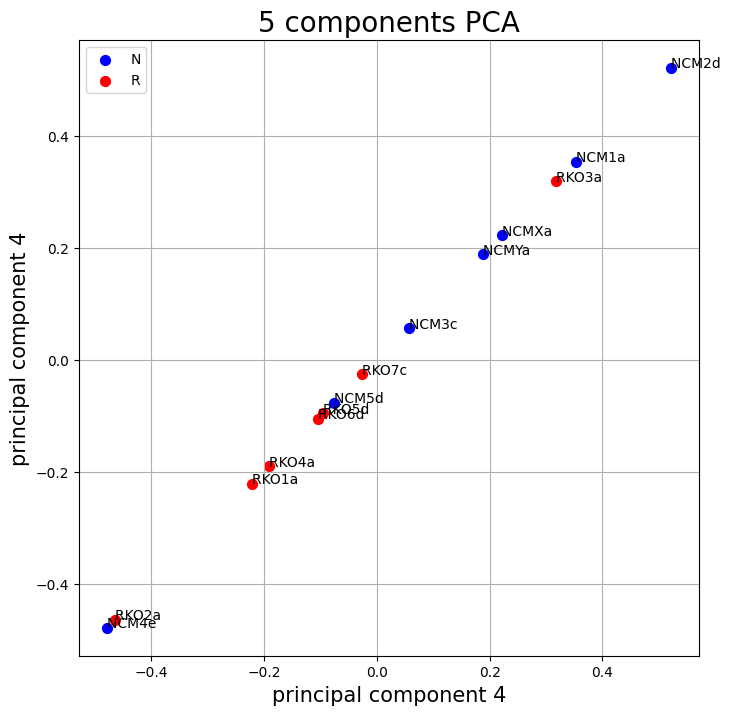 5 components PCA
N
R
NCM2d
NCM1a
RKO3a
NCMXa
NCMYa
NCM3c
RKO7c
NCM5d
RKO5d
RKO6d
RKO4a
RKO1a
RKO2a
NCM4e
0.4
0.2
0.0
−0.2
−0.4
principal component 4
−0.4
−0.2
0.0
0.2
0.4
principal component 4